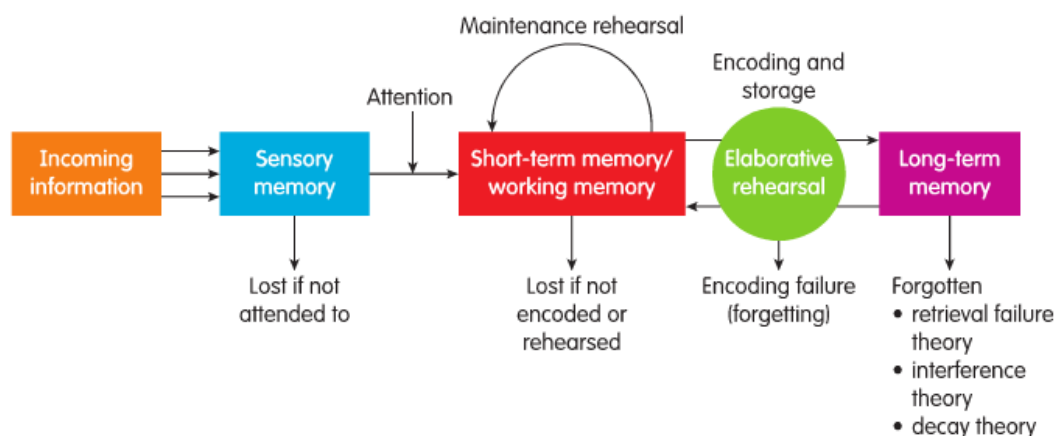 Maintenance rehearsal
Encoding and
storage
Attention
Incoming
information
Sensory
memory
Short-term memory/
working memory
Elaborative
rehearsal
Long-term
memory
Lost if not
attended to
Lost if not
encoded or
rehearsed
Encoding failure
(forgetting)
Forgotten
• retrieval failure
theory
• interference
theory
• decay theory